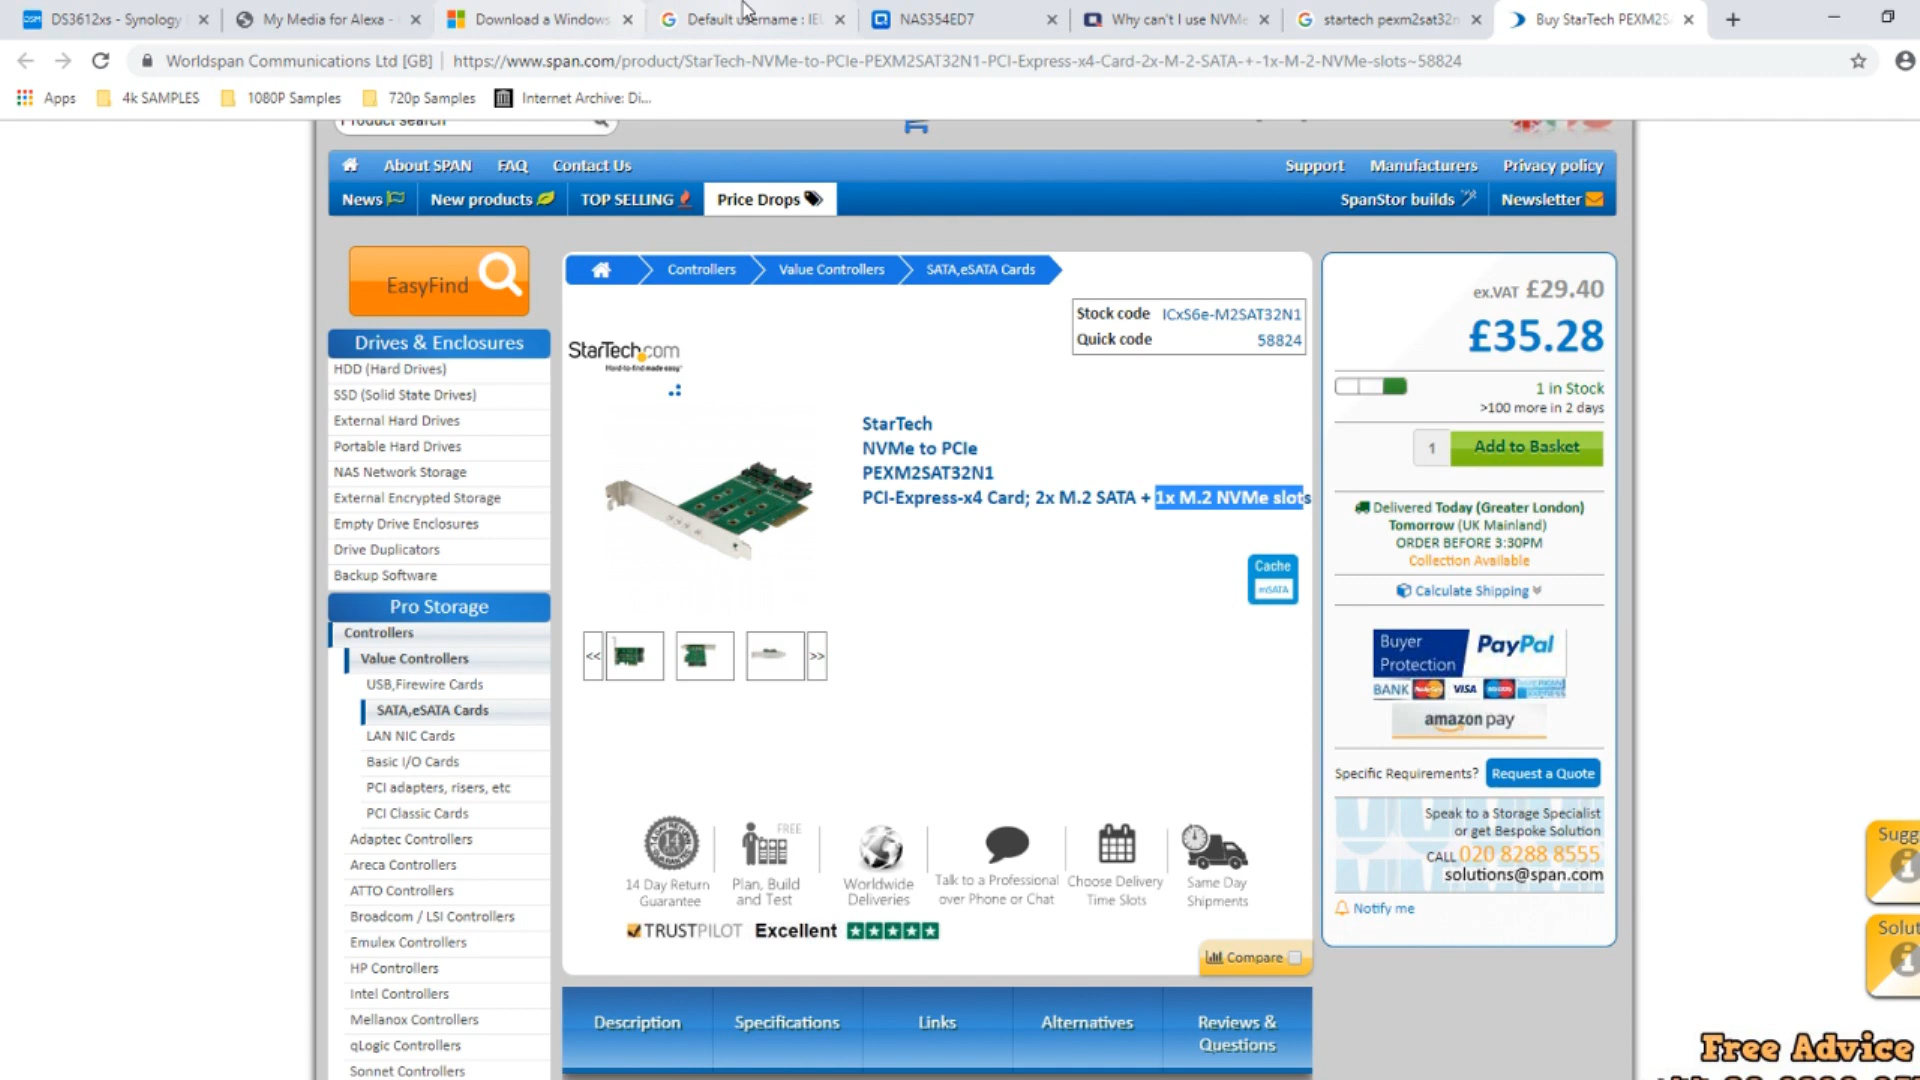 DS3612xs - Synology
My Media for Alexa -
Download a Windows
Default username : IEU
NAS354ED7
Why can't I use NVMe
startech pexm2sat32n
Buy StarTech PEXM2S
Worldspan Communications Ltd [GB] | https://www.span.com/product/StarTech-NVMe-to-PCIe-PEXM2SAT32N1-PCI-Express-x4-Card-2x-M-2-SATA-+-1x-M-2-NVMe-slots~58824
Apps
4k SAMPLES
1080P Samples
720p Samples
Internet Archive: Di...
Product search
About SPAN FAQ Contact Us
Support Manufacturers Privacy policy
News New products TOP SELLING Price Drops
SpanStor builds Newsletter
EasyFind
Drives & Enclosures
HDD (Hard Drives)
SSD (Solid State Drives)
External Hard Drives
Portable Hard Drives
NAS Network Storage
External Encrypted Storage
Empty Drive Enclosures
Drive Duplicators
Backup Software
Pro Storage
Controllers
Value Controllers
USB,Firewire Cards
SATA,eSATA Cards
LAN NIC Cards
Basic I/O Cards
PCI adapters, risers, etc
PCI Classic Cards
Adaptec Controllers
Areca Controllers
ATTO Controllers
Broadcom / LSI Controllers
Emulex Controllers
HP Controllers
Intel Controllers
Mellanox Controllers
qLogic Controllers
Sonnet Controllers
Controllers Value Controllers SATA,eSATA Cards
Stock code ICxS6e-M2SAT32N1
Quick code 58824
StarTech.com
Hard-to-find made easy
StarTech
NVMe to PCIe
PEXM2SAT32N1
PCI-Express-x4 Card; 2x M.2 SATA + 1x M.2 NVMe slots
Cache
mSATA
<< >>
14
14 Day Return
Guarantee
FREE
Plan, Build
and Test
Worldwide
Deliveries
Talk to a Professional
over Phone or Chat
Choose Delivery
Time Slots
Same Day
Shipments
TRUSTPILOT Excellent
Compare
Description
Specifications
Links
Alternatives
Reviews &
Questions
ex.VAT £29.40
£35.28
1 in Stock
>100 more in 2 days
1 Add to Basket
Delivered Today (Greater London)
Tomorrow (UK Mainland)
ORDER BEFORE 3:30PM
Collection Available
Calculate Shipping
Buyer
Protection
PayPal
BANK
VISA
amazon pay
Specific Requirements? Request a Quote
Speak to a Storage Specialist
or get Bespoke Solution
CALL 020 8288 8555
solutions@span.com
Notify me
Sugg
Solut
Free Advice